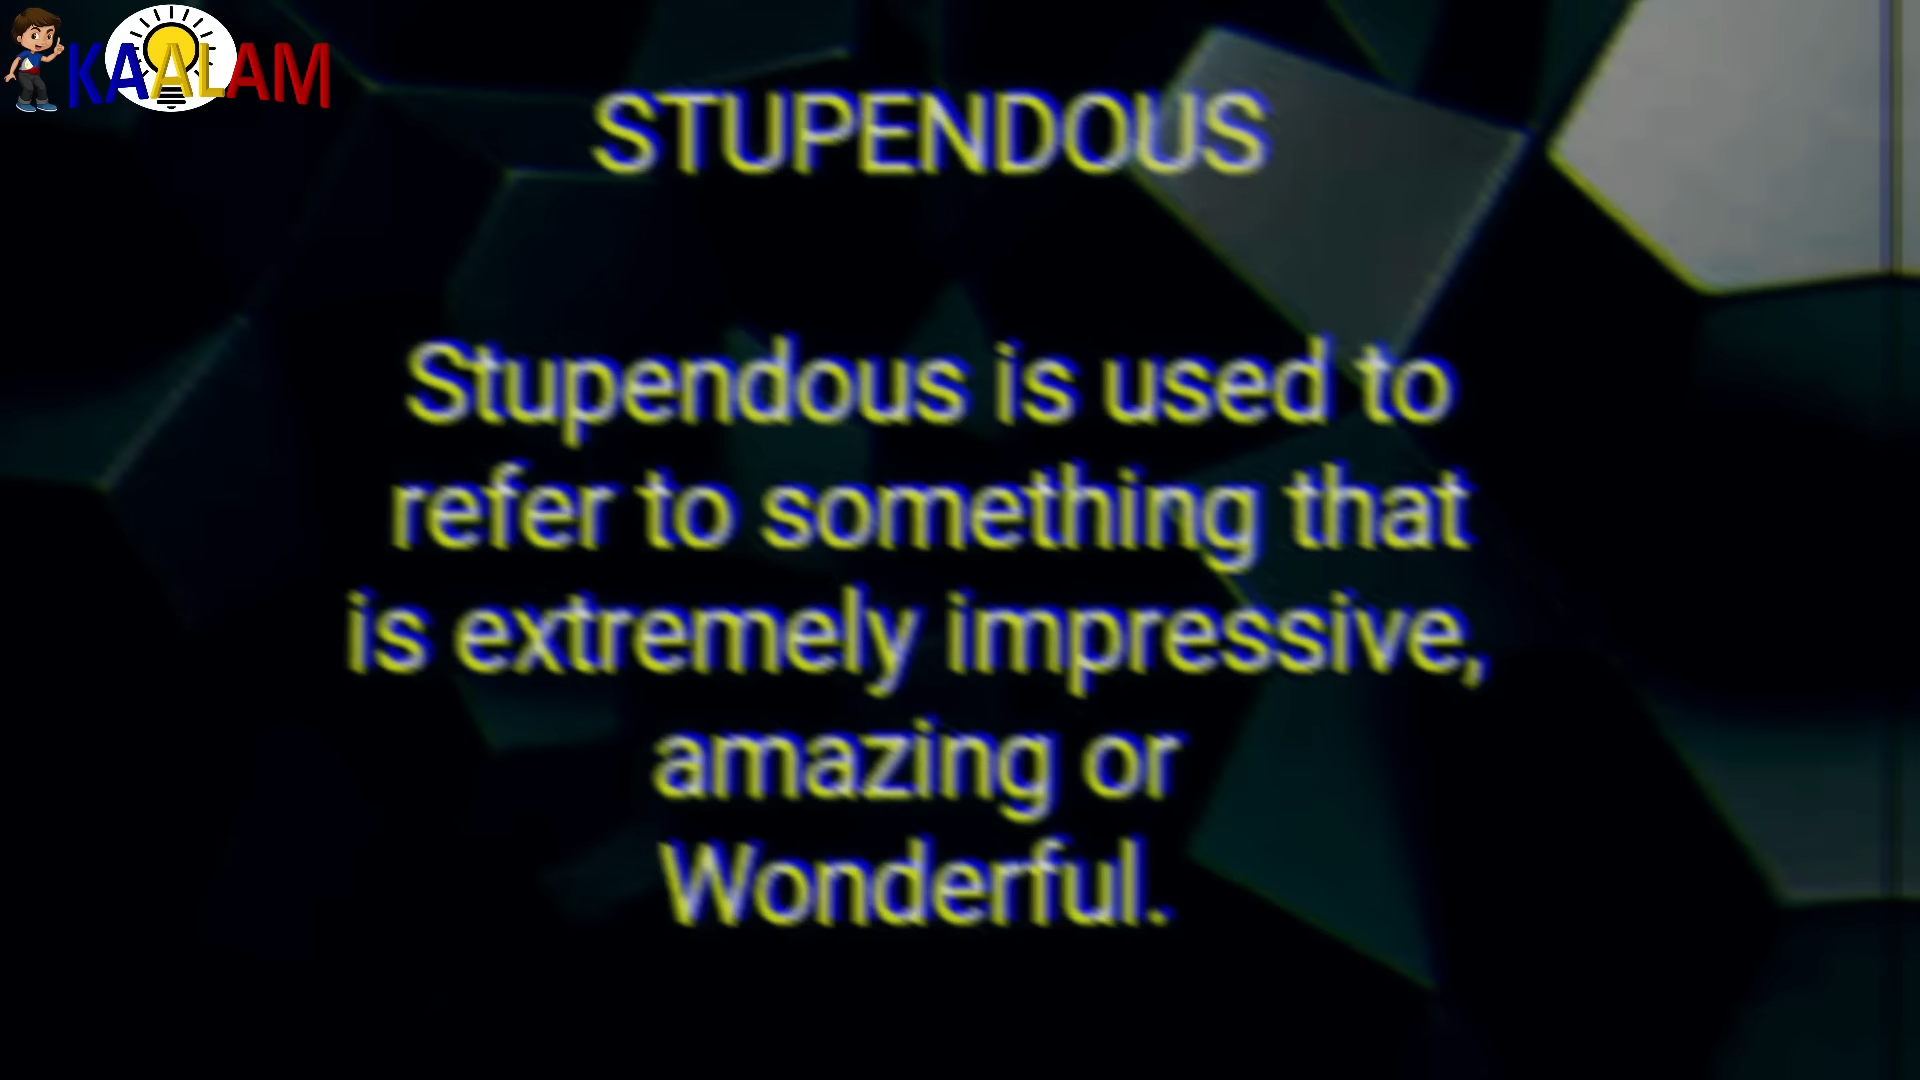 KAALAM
STUPENDOUS
Stupendous is used to
refer to something that
is extremely impressive,
amazing or
Wonderful.